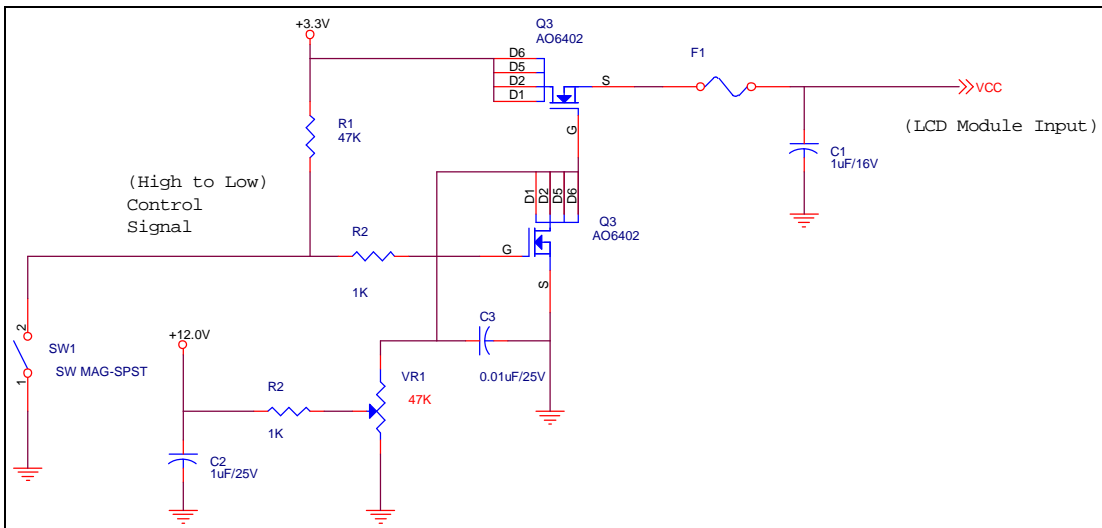 +3.3V
Q3
AO6402
D6
D5
D2
D1
S
G
F1
VCC
(LCD Module Input)
R1
47K
C1
1uF/16V
(High to Low)
Control
Signal
D1
D2
D5
D6
Q3
AO6402
G
S
R2
1K
2
SW1
1
SW MAG-SPST
+12.0V
C3
0.01uF/25V
R2
1K
VR1
47K
C2
1uF/25V